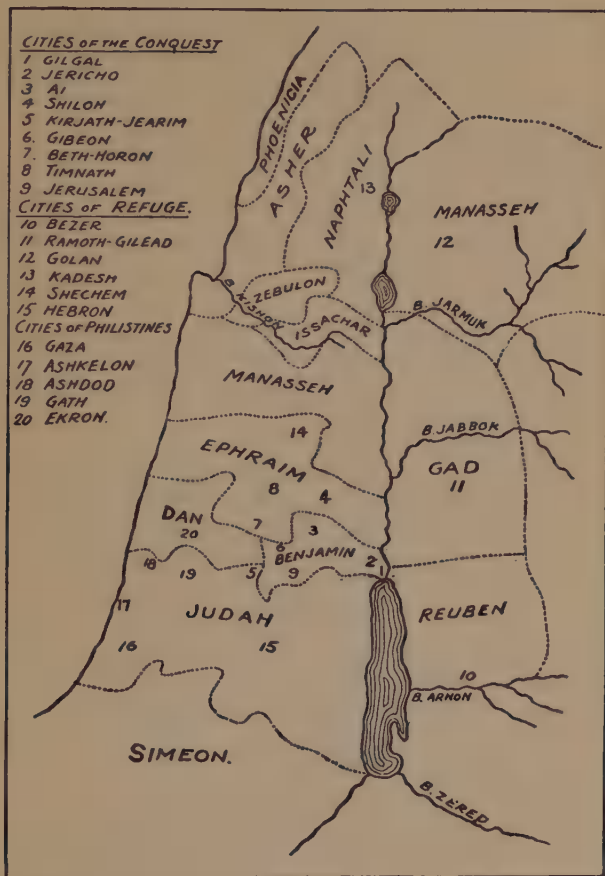 CITIES OF THE CONQUEST
1 GILGAL
2 JERICHO
3 AI
4 SHILOH
5 KIRJATH-JEARIM
6. GIBEON
7. BETH-HORON
8 TIMNATH
9 JERUSALEM
CITIES OF REFUGE.
10 BEZER
11 RAMOTH-GILEAD
12 GOLAN
13 KADESH
14 SHECHEM
15 HEBRON
CITIES OF PHILISTINES
16 GAZA
17 ASHKELON
18 ASHDOD
19 GATH
20 EKRON.
PHOENICIA
ASHER
NAPHTALI
13
MANASSEH
12
ZEBULON
B. KISHON
ISSACHAR
B. JARMUK
MANASSEH
14
B. JABBOK
EPHRAIM
GAD
8
4
11
DAN
20
7
3
6
BENJAMIN
18
19
5
9
2
1
17
JUDAH
REUBEN
16
15
10
B. ARNON
SIMEON.
B. ZERED